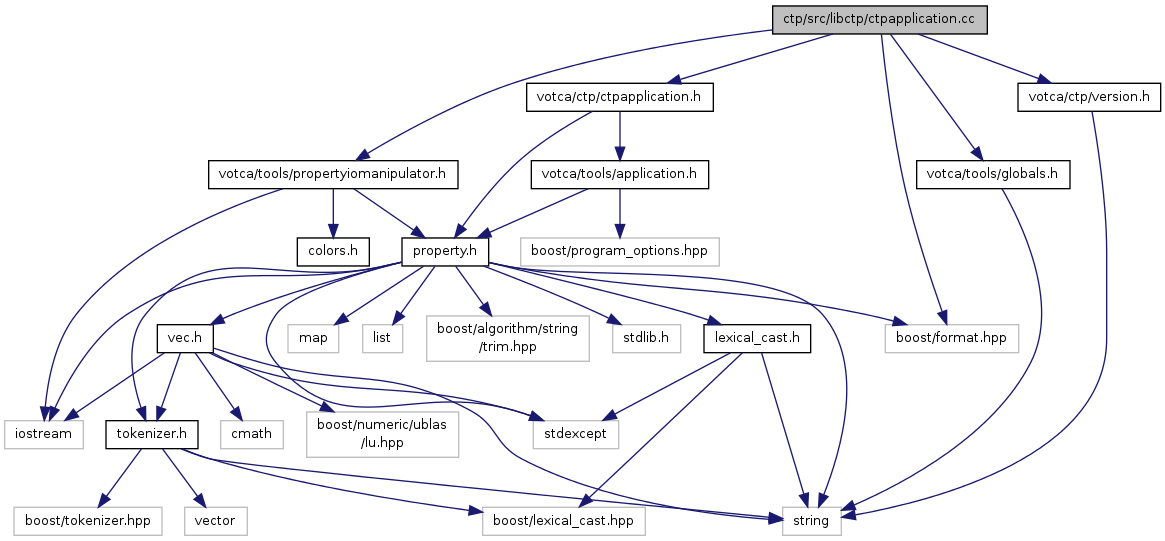 ctp/src/libctp/ctpapplication.cc
votca/ctp/ctpapplication.h
votca/ctp/version.h
votca/tools/propertyiomanipulator.h
votca/tools/application.h
votca/tools/globals.h
colors.h
property.h
boost/program_options.hpp
vec.h
map
list
boost/algorithm/string
/trim.hpp
stdlib.h
lexical_cast.h
boost/format.hpp
iostream
tokenizer.h
cmath
boost/numeric/ublas
/lu.hpp
stdexcept
boost/tokenizer.hpp
vector
boost/lexical_cast.hpp
string